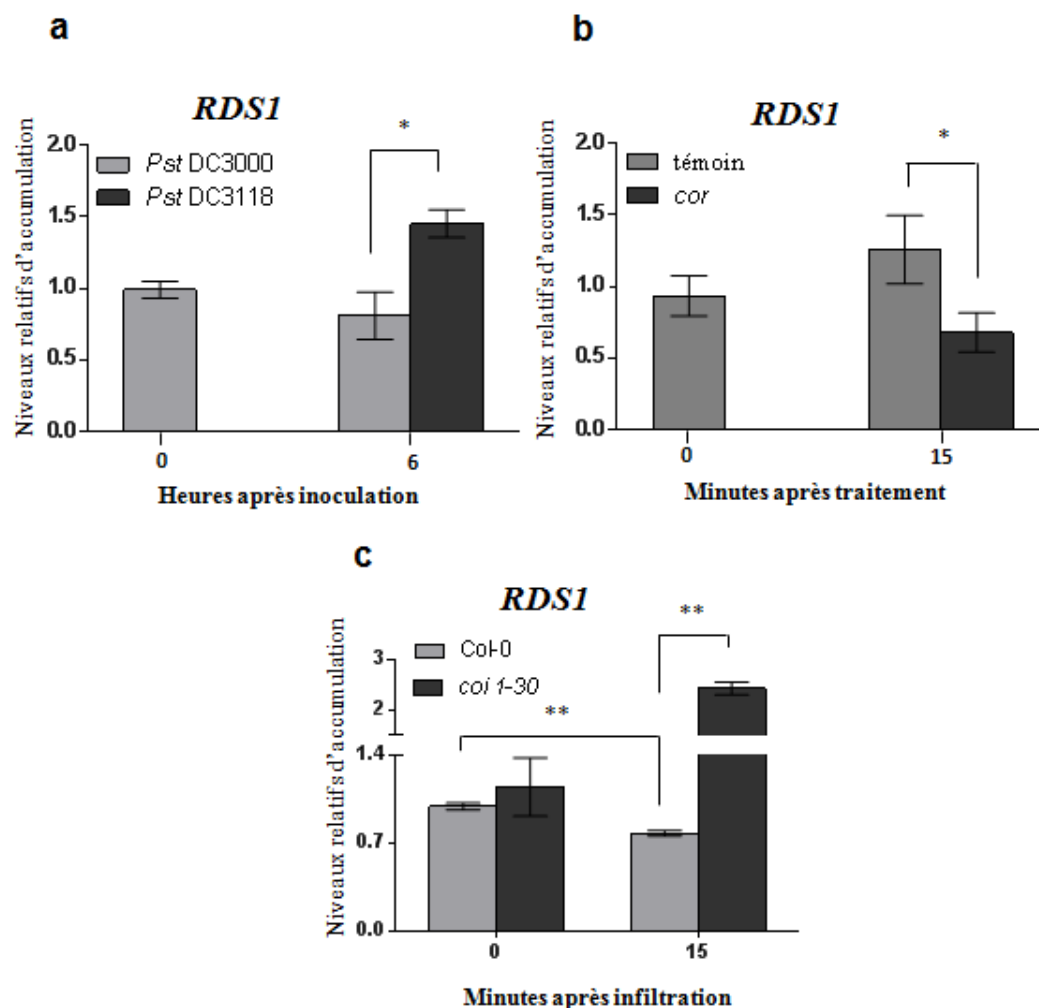 a
RDS1
Niveaux relatifs d'accumulation
2.0
1.5
1.0
0.5
0.0
Pst DC3000
Pst DC3118
*
0
6
Heures après inoculation
b
RDS1
Niveaux relatifs d'accumulation
2.0
1.5
1.0
0.5
0.0
témoin
cor
*
0
15
Minutes après traitement
c
RDS1
Niveaux relatifs d'accumulation
3
2
1.4
0.7
0.0
Col-0
coi 1-30
**
**
0
15
Minutes après infiltration